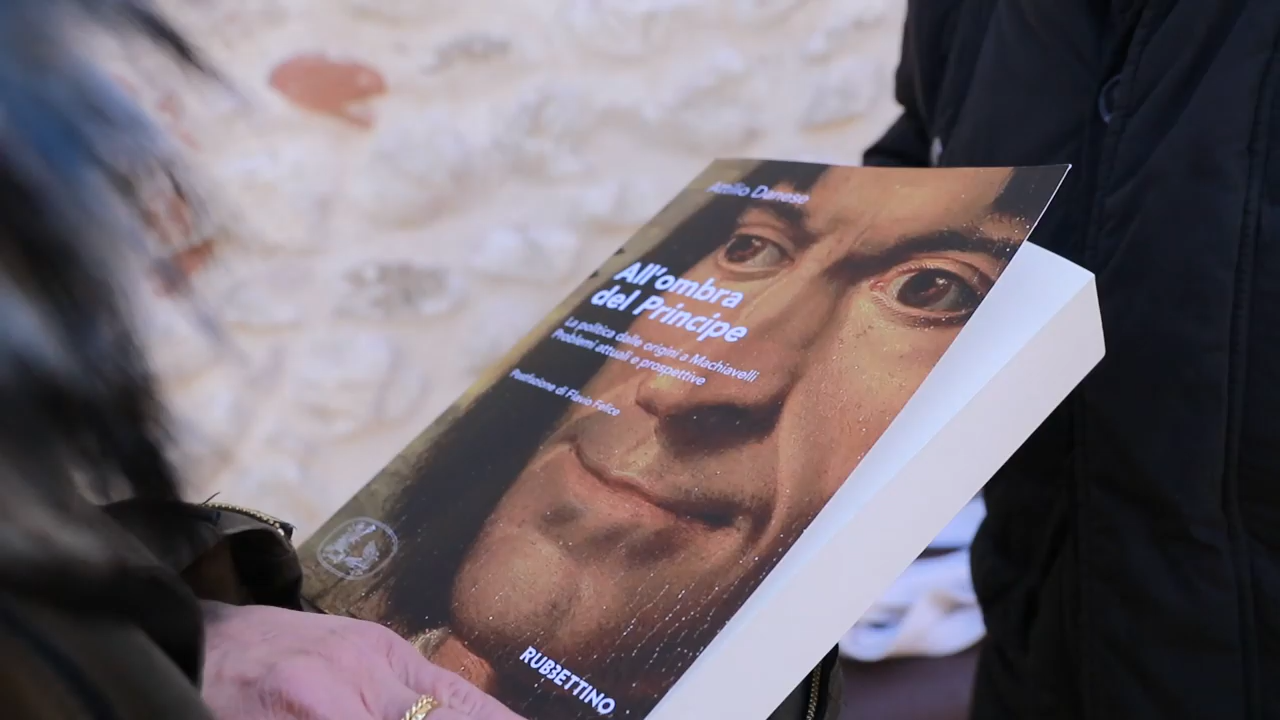 Attilio Danese
All'ombra
del Principe
La politica dalle origini a Machiavelli
Problemi attuali e prospettive
Postfazione di Flavio Felice
RUBBETTINO